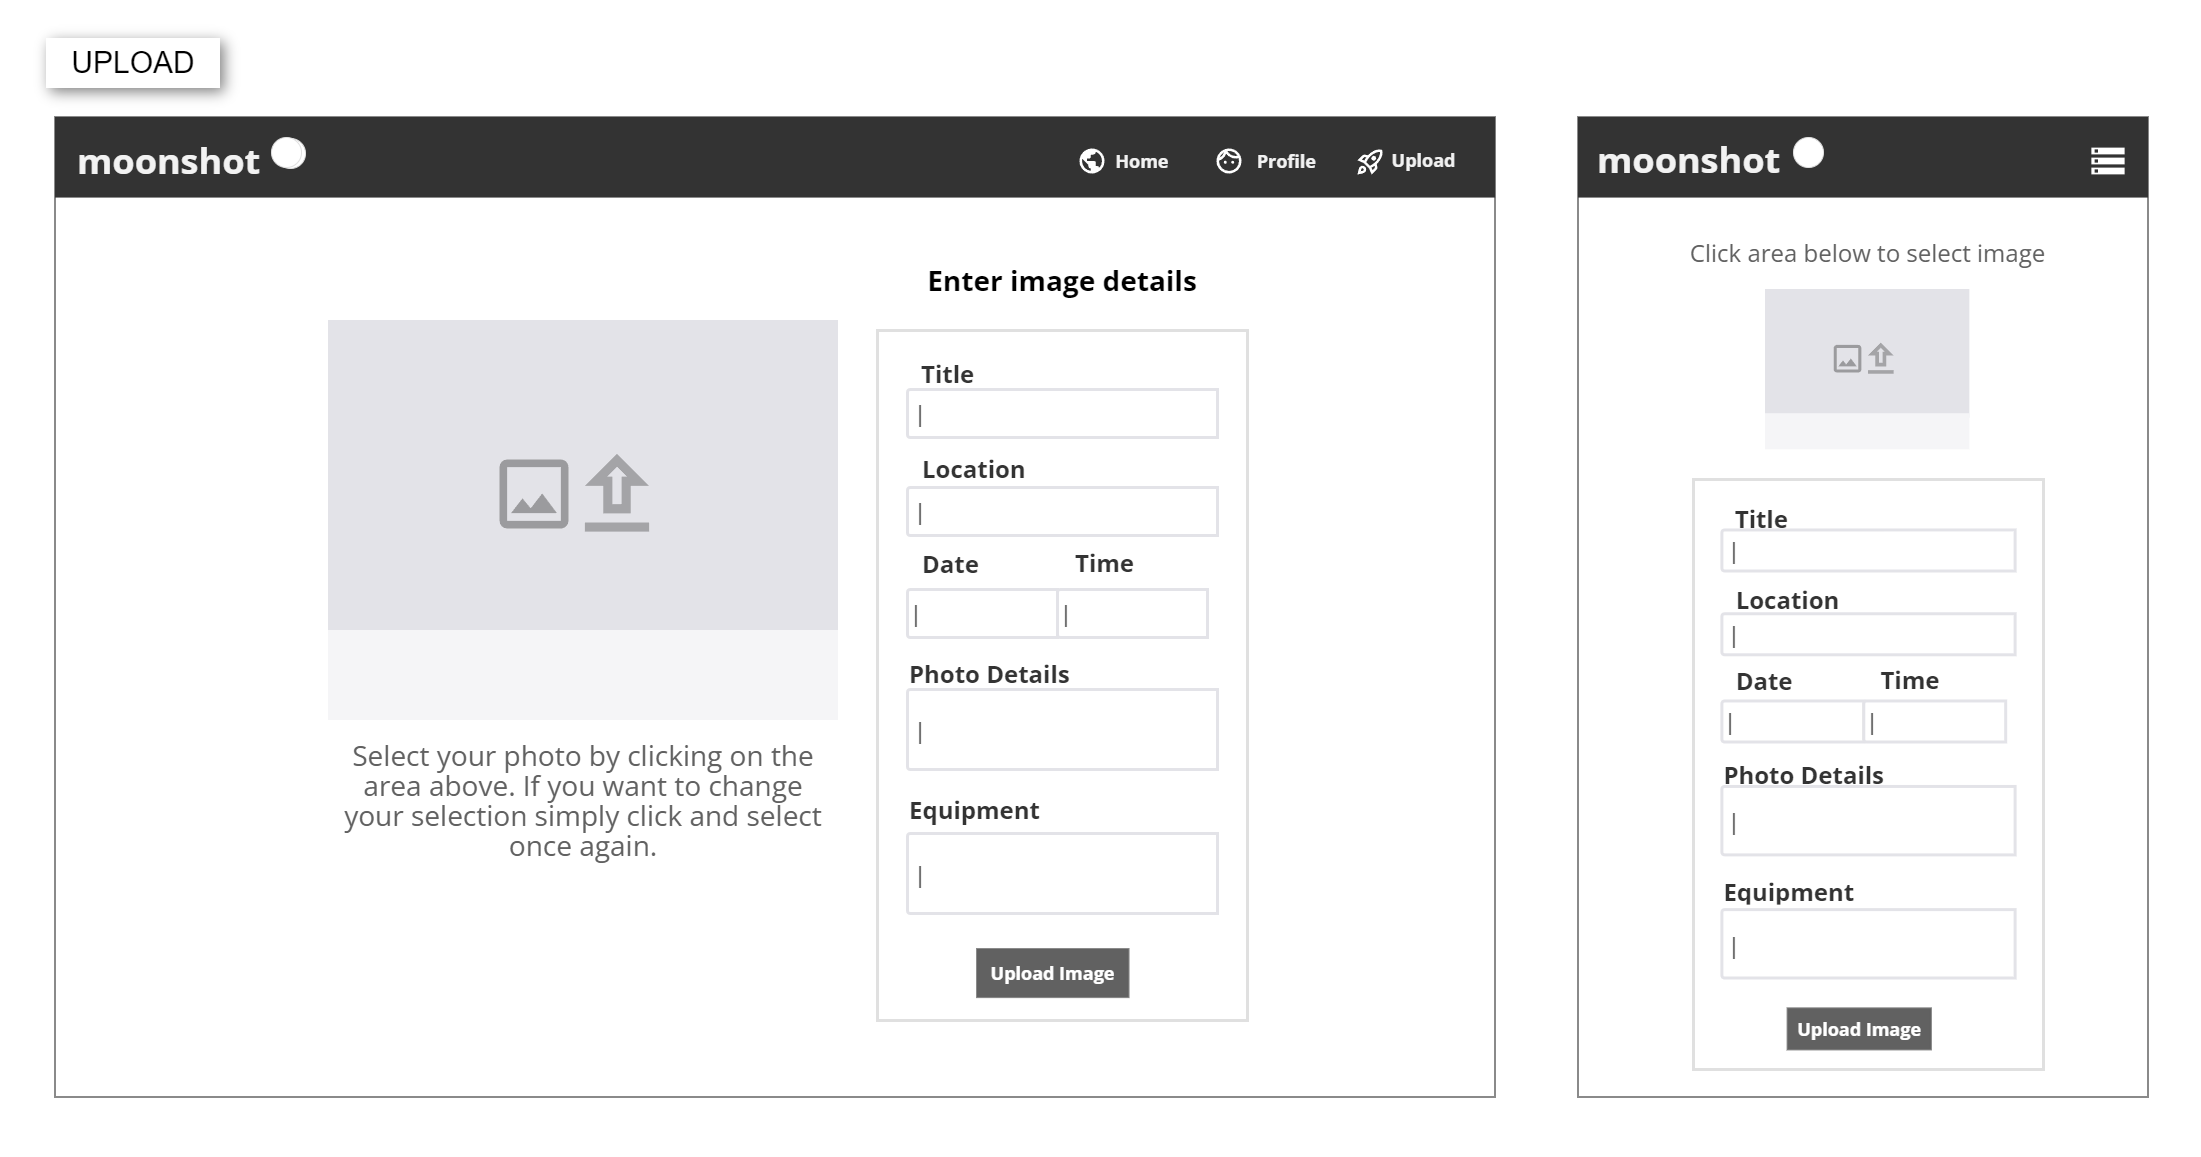 UPLOAD
moonshot
Home
Profile
Upload
Enter image details
Title
Location
Date
Time
Photo Details
Equipment
Upload Image
Select your photo by clicking on the
area above. If you want to change
your selection simply click and select
once again.
moonshot
Click area below to select image
Title
Location
Date
Time
Photo Details
Equipment
Upload Image